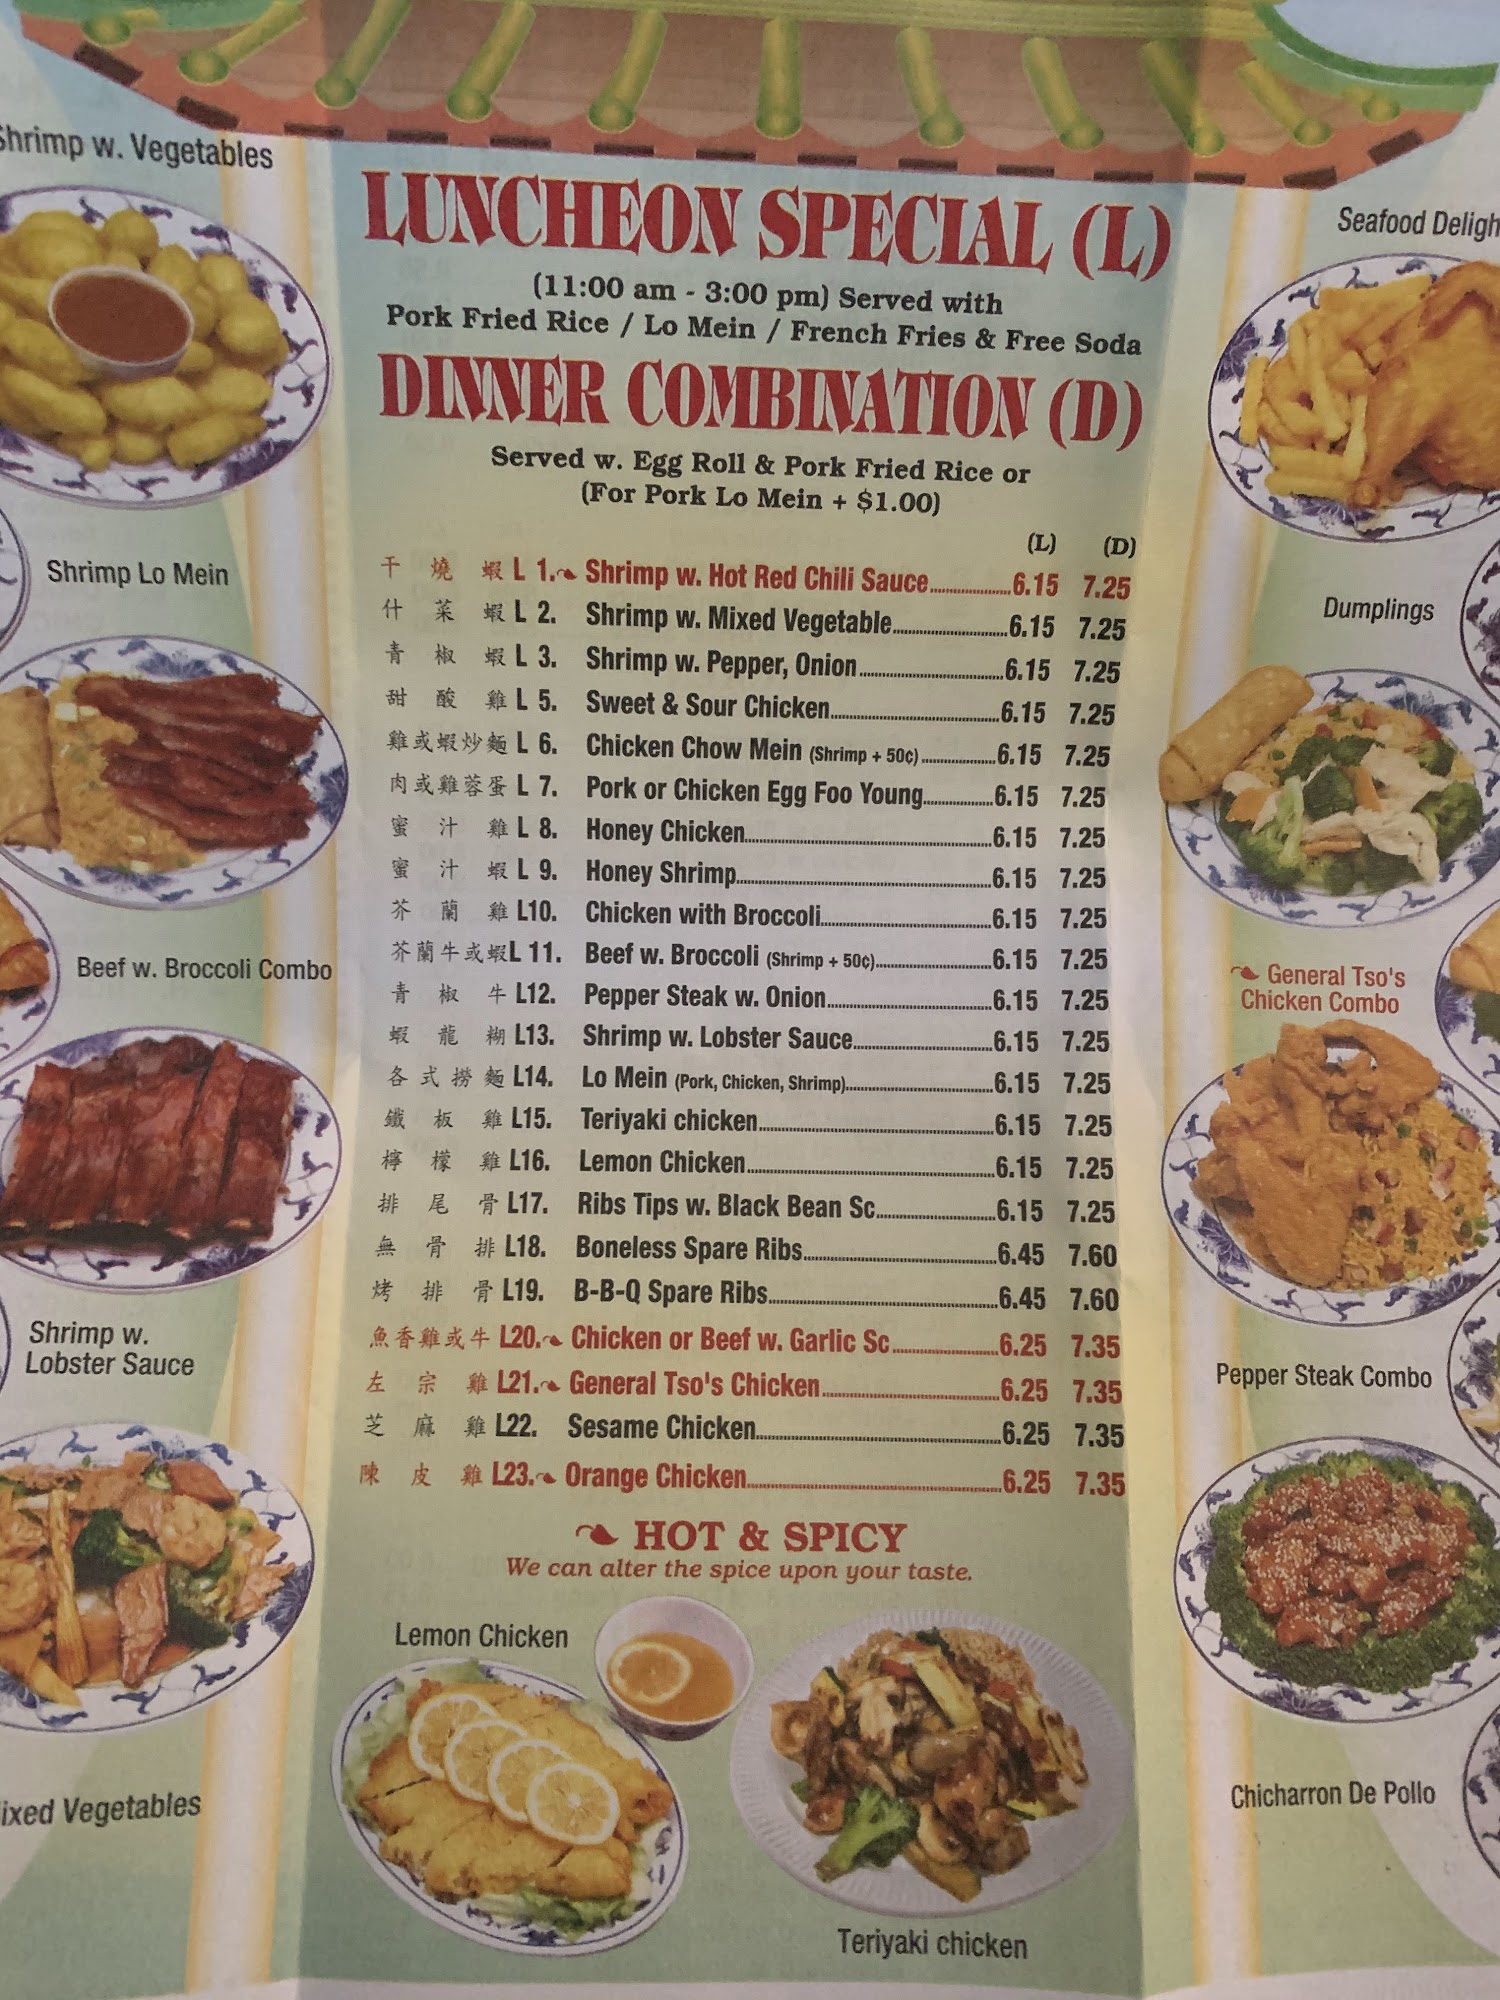 LUNCHEON SPECIAL (L)
(11:00 am - 3:00 pm) Served with
Pork Fried Rice / Lo Mein / French Fries & Free Soda
DINNER COMBINATION (D)
Served w. Egg Roll & Pork Fried Rice or
(For Pork Lo Mein + $1.00)
(L) (D)
干燒蝦 L 1. Shrimp w. Hot Red Chili Sauce 6.15 7.25
什菜蝦 L 2. Shrimp w. Mixed Vegetable 6.15 7.25
青椒蝦 L 3. Shrimp w. Pepper, Onion 6.15 7.25
甜酸雞 L 5. Sweet & Sour Chicken 6.15 7.25
雞或蝦炒麵 L 6. Chicken Chow Mein (Shrimp + 50¢) 6.15 7.25
肉或雞蓉蛋 L 7. Pork or Chicken Egg Foo Young 6.15 7.25
蜜汁雞 L 8. Honey Chicken 6.15 7.25
蜜汁蝦 L 9. Honey Shrimp 6.15 7.25
芥蘭雞 L10. Chicken with Broccoli 6.15 7.25
芥蘭牛或蝦 L 11. Beef w. Broccoli (Shrimp + 50¢) 6.15 7.25
青椒牛 L12. Pepper Steak w. Onion 6.15 7.25
蝦龍糊 L13. Shrimp w. Lobster Sauce 6.15 7.25
各式撈麵 L14. Lo Mein (Pork, Chicken, Shrimp) 6.15 7.25
鐵板雞 L15. Teriyaki chicken 6.15 7.25
檸檬雞 L16. Lemon Chicken 6.15 7.25
排尾骨 L17. Ribs Tips w. Black Bean Sc 6.15 7.25
無骨排 L18. Boneless Spare Ribs 6.45 7.60
烤排骨 L19. B-B-Q Spare Ribs 6.45 7.60
魚香雞或牛 L20. Chicken or Beef w. Garlic Sc 6.25 7.35
左宗雞 L21. General Tso's Chicken 6.25 7.35
芝麻雞 L22. Sesame Chicken 6.25 7.35
陳皮雞 L23. Orange Chicken 6.25 7.35
HOT & SPICY
We can alter the spice upon your taste.
Lemon Chicken
Teriyaki chicken
Shrimp w. Vegetables
Shrimp Lo Mein
Beef w. Broccoli Combo
Shrimp w.
Lobster Sauce
ixed Vegetables
Seafood Deligh
Dumplings
General Tso's
Chicken Combo
Pepper Steak Combo
Chicharron De Pollo